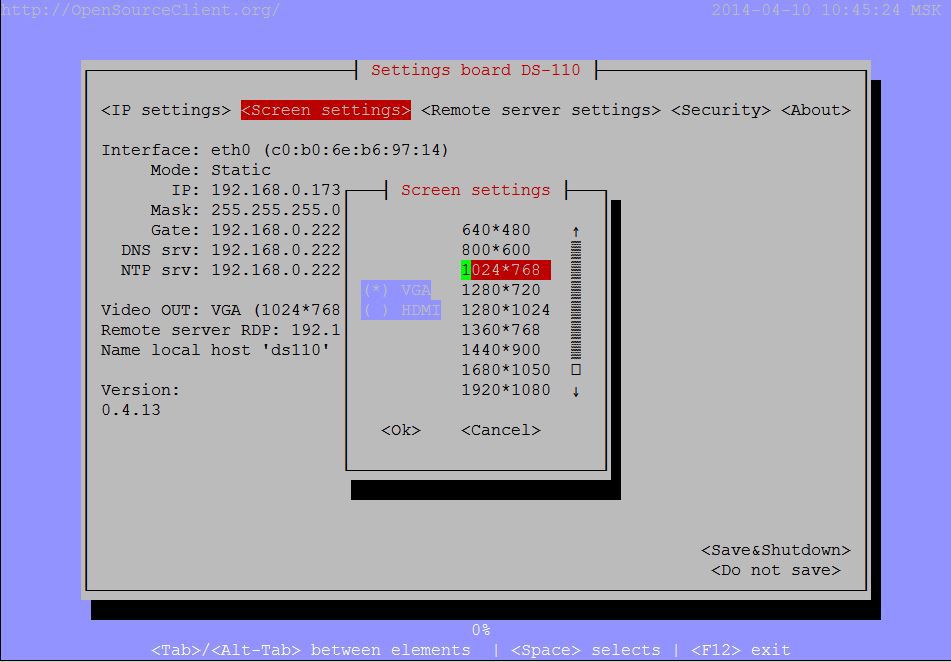 http://OpenSourceClient.org/ 2014-04-10 10:45:24 MSK
Settings board DS-110
<IP settings> <Screen settings> <Remote server settings> <Security> <About>
Interface: eth0 (c0:b0:6e:b6:97:14)
Mode: Static
IP: 192.168.0.173
Mask: 255.255.255.0
Gate: 192.168.0.222
DNS srv: 192.168.0.222
NTP srv: 192.168.0.222
Video OUT: VGA (1024*768
Remote server RDP: 192.1
Name local host 'ds110'
Version:
0.4.13
Screen settings
640*480 ↑
800*600
1024*768
(*) VGA 1280*720
( ) HDMI 1280*1024
1360*768
1440*900
1680*1050
1920*1080 ↓
<Ok> <Cancel>
<Save&Shutdown>
<Do not save>
0%
<Tab>/<Alt-Tab> between elements | <Space> selects | <F12> exit